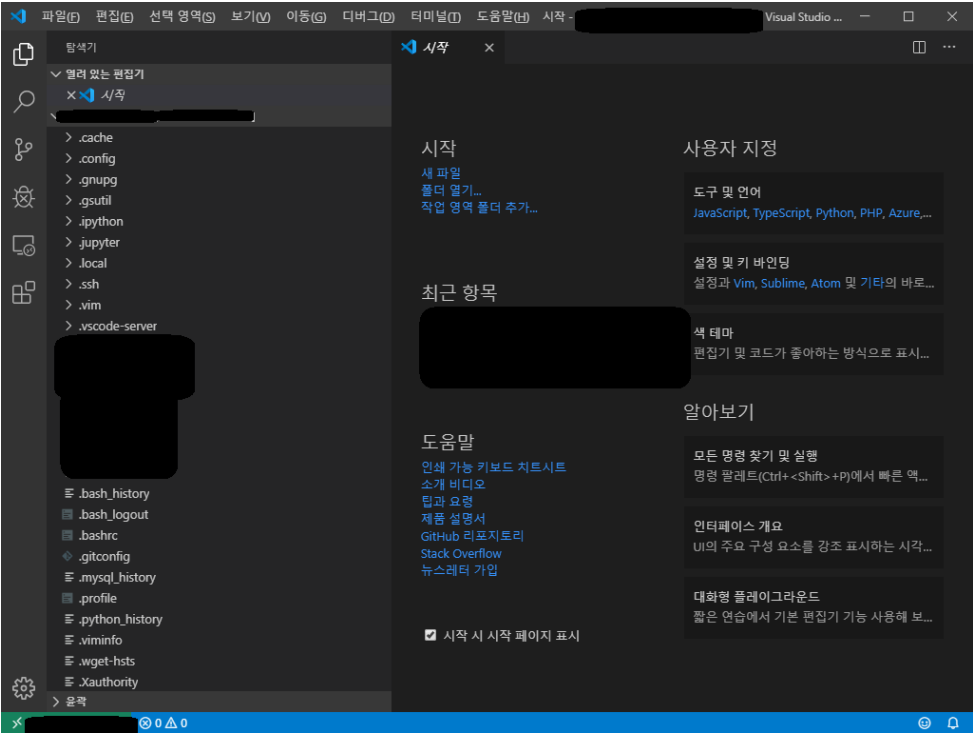 파일(F) 편집(E) 선택 영역(S) 보기(V) 이동(G) 디버그(D) 터미널(T) 도움말(H) 시작 - Visual Studio ...
탐색기
열려 있는 편집기
시작
.cache
.config
.gnupg
.gsutil
.ipython
.jupyter
.local
.ssh
.vim
.vscode-server
.bash_history
.bash_logout
.bashrc
.gitconfig
.mysql_history
.profile
.python_history
.viminfo
.wget-hsts
.Xauthority
윤곽
시작
시작
새 파일
폴더 열기...
작업 영역 폴더 추가...
최근 항목
도움말
인쇄 가능 키보드 치트시트
소개 비디오
팁과 요령
제품 설명서
GitHub 리포지토리
Stack Overflow
뉴스레터 가입
시작 시 시작 페이지 표시
사용자 지정
도구 및 언어
JavaScript, TypeScript, Python, PHP, Azure,...
설정 및 키 바인딩
설정과 Vim, Sublime, Atom 및 기타의 바로...
색 테마
편집기 및 코드가 좋아하는 방식으로 표시...
알아보기
모든 명령 찾기 및 실행
명령 팔레트(Ctrl+<Shift>+P)에서 빠른 액...
인터페이스 개요
UI의 주요 구성 요소를 강조 표시하는 시각...
대화형 플레이그라운드
짧은 연습에서 기본 편집기 기능 사용해 보...
0 0